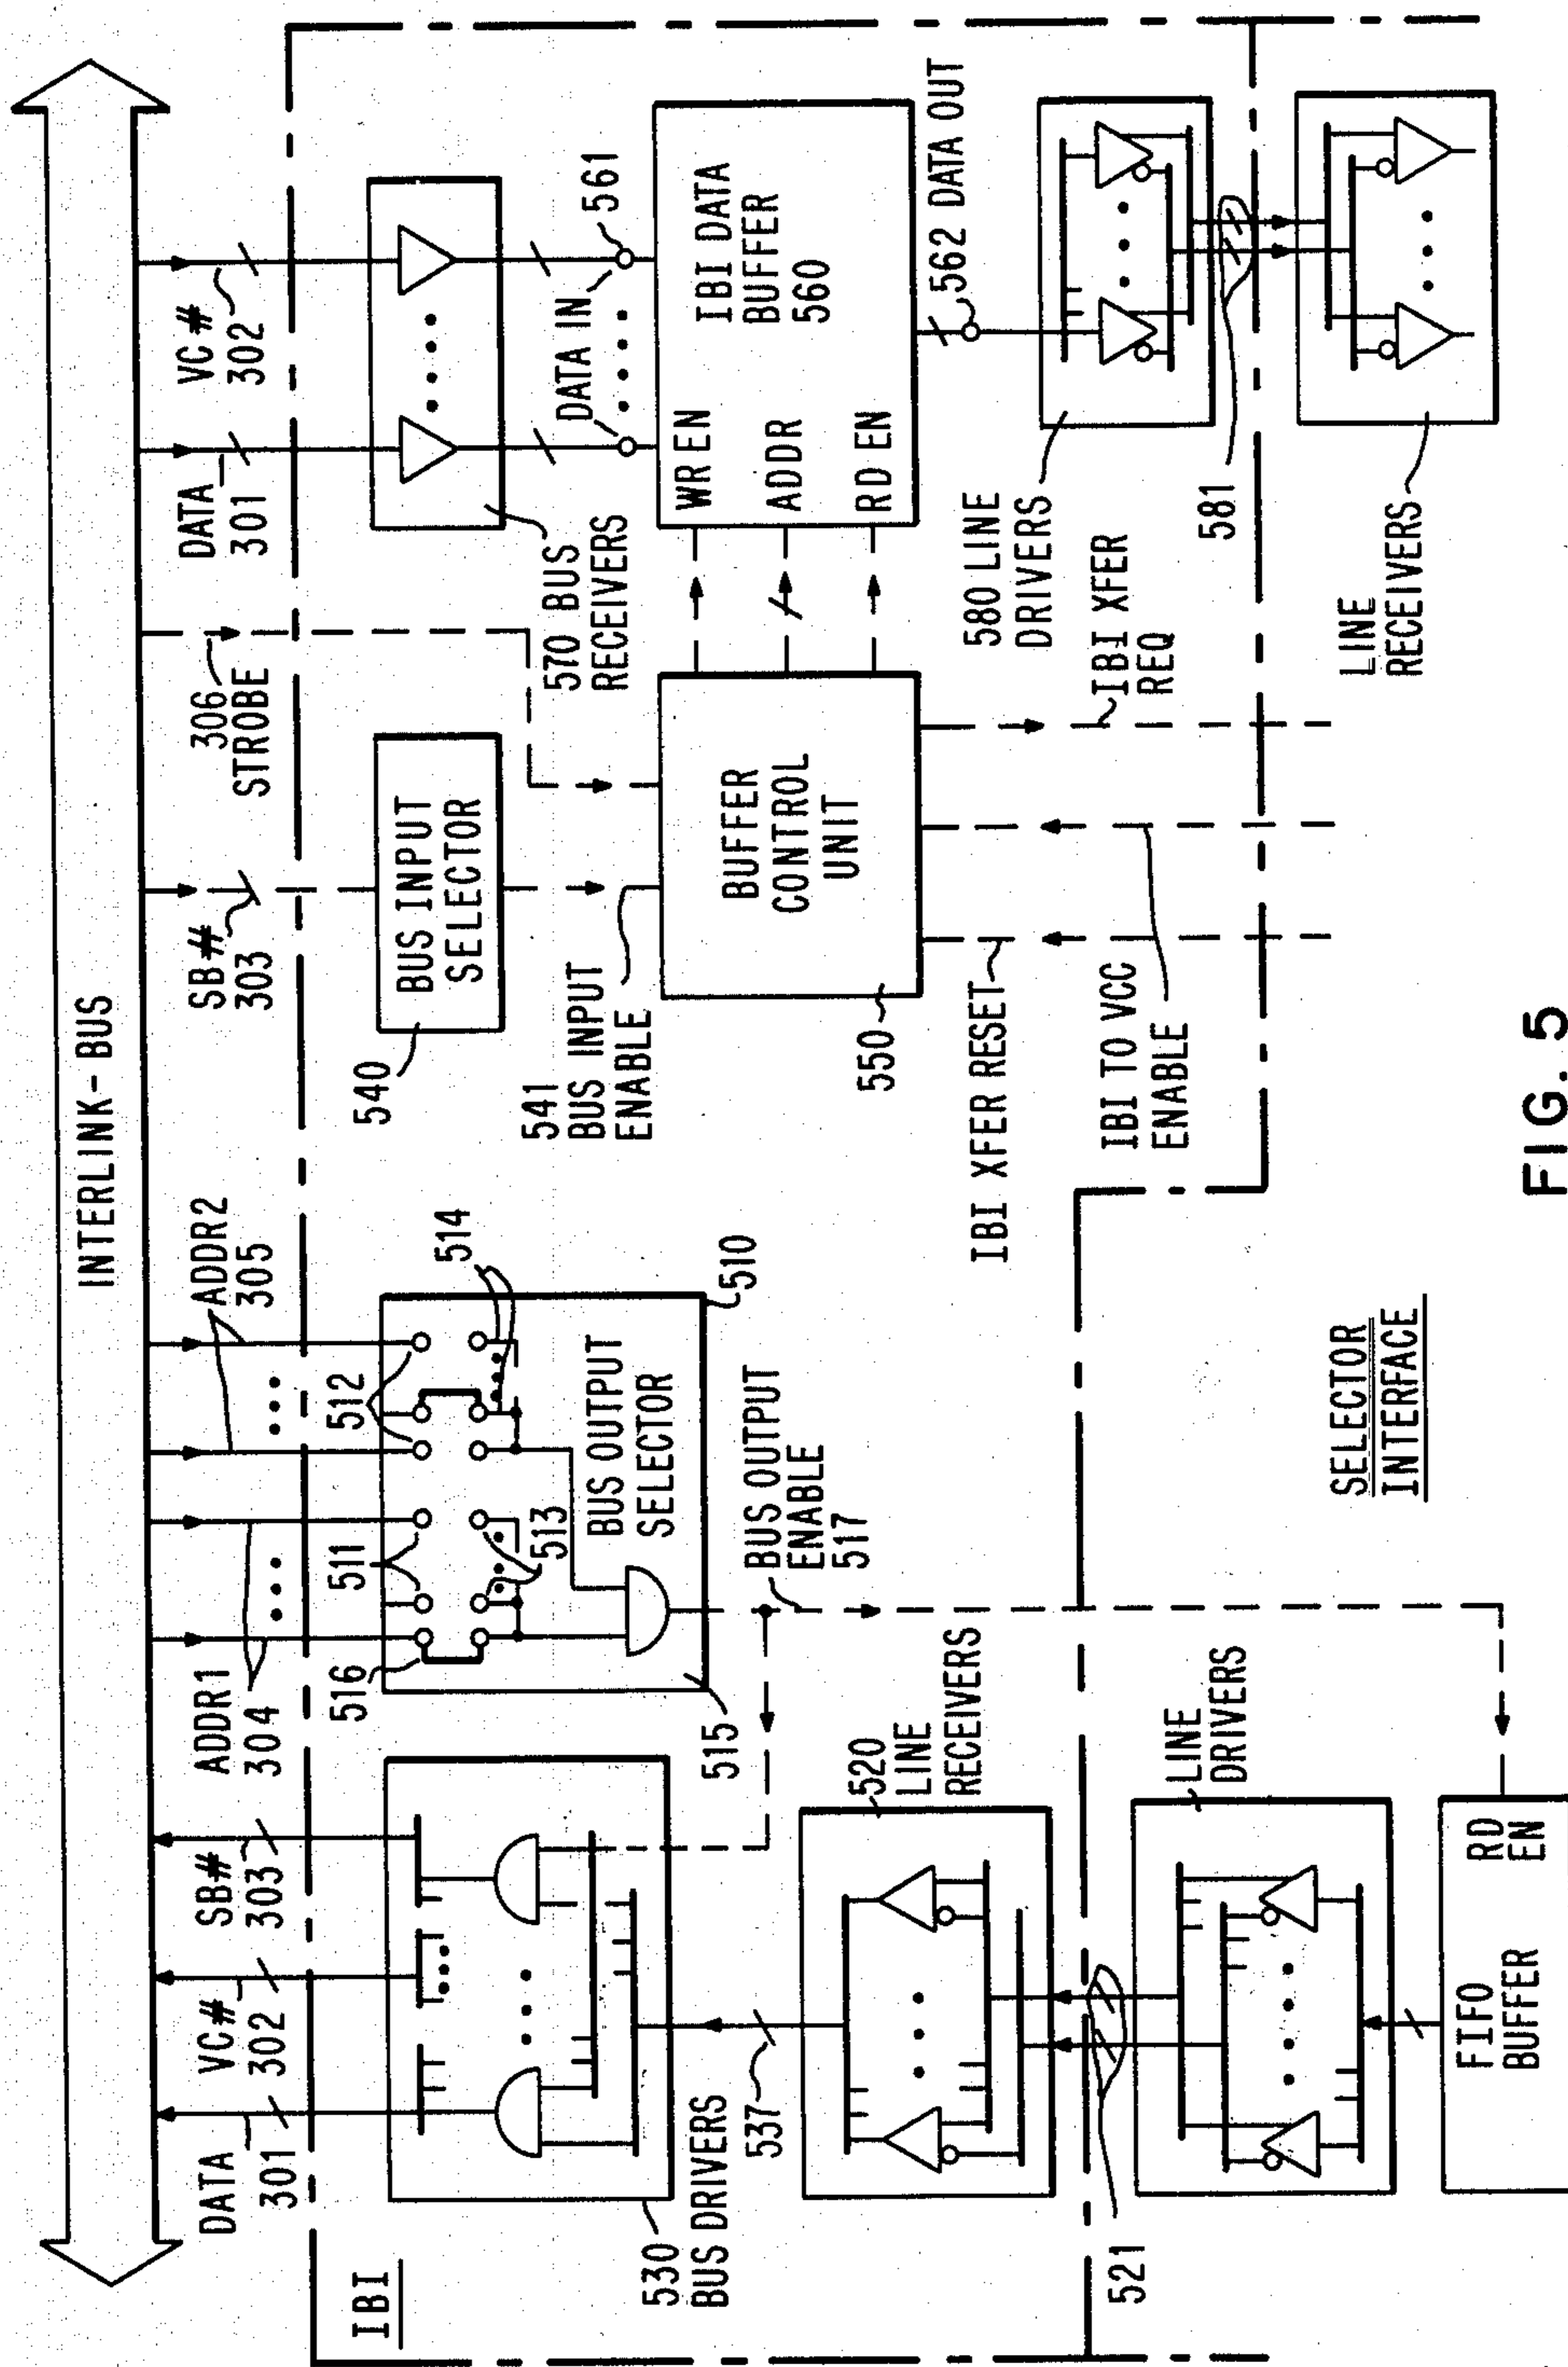 INTERLINK-BUS
DATA
301
VC#
302
SB#
303
ADDR1
304
ADDR2
305
SB#
303
306
STROBE
DATA
301
VC#
302
IBI
530
BUS DRIVERS
516
511
512
513
514
BUS OUTPUT
SELECTOR
510
515
BUS OUTPUT
ENABLE
517
540
BUS INPUT
SELECTOR
541
BUS INPUT
ENABLE
570 BUS
RECEIVERS
DATA IN
561
BUFFER
CONTROL
UNIT
550
WR EN
ADDR
RD EN
IBI DATA
BUFFER
560
562 DATA OUT
537
520
LINE
RECEIVERS
IBI XFER RESET
IBI TO VCC
ENABLE
IBI XFER
REQ
580 LINE
DRIVERS
581
521
LINE
DRIVERS
SELECTOR
INTERFACE
LINE
RECEIVERS
FIFO
BUFFER
RD
EN
FIG. 5